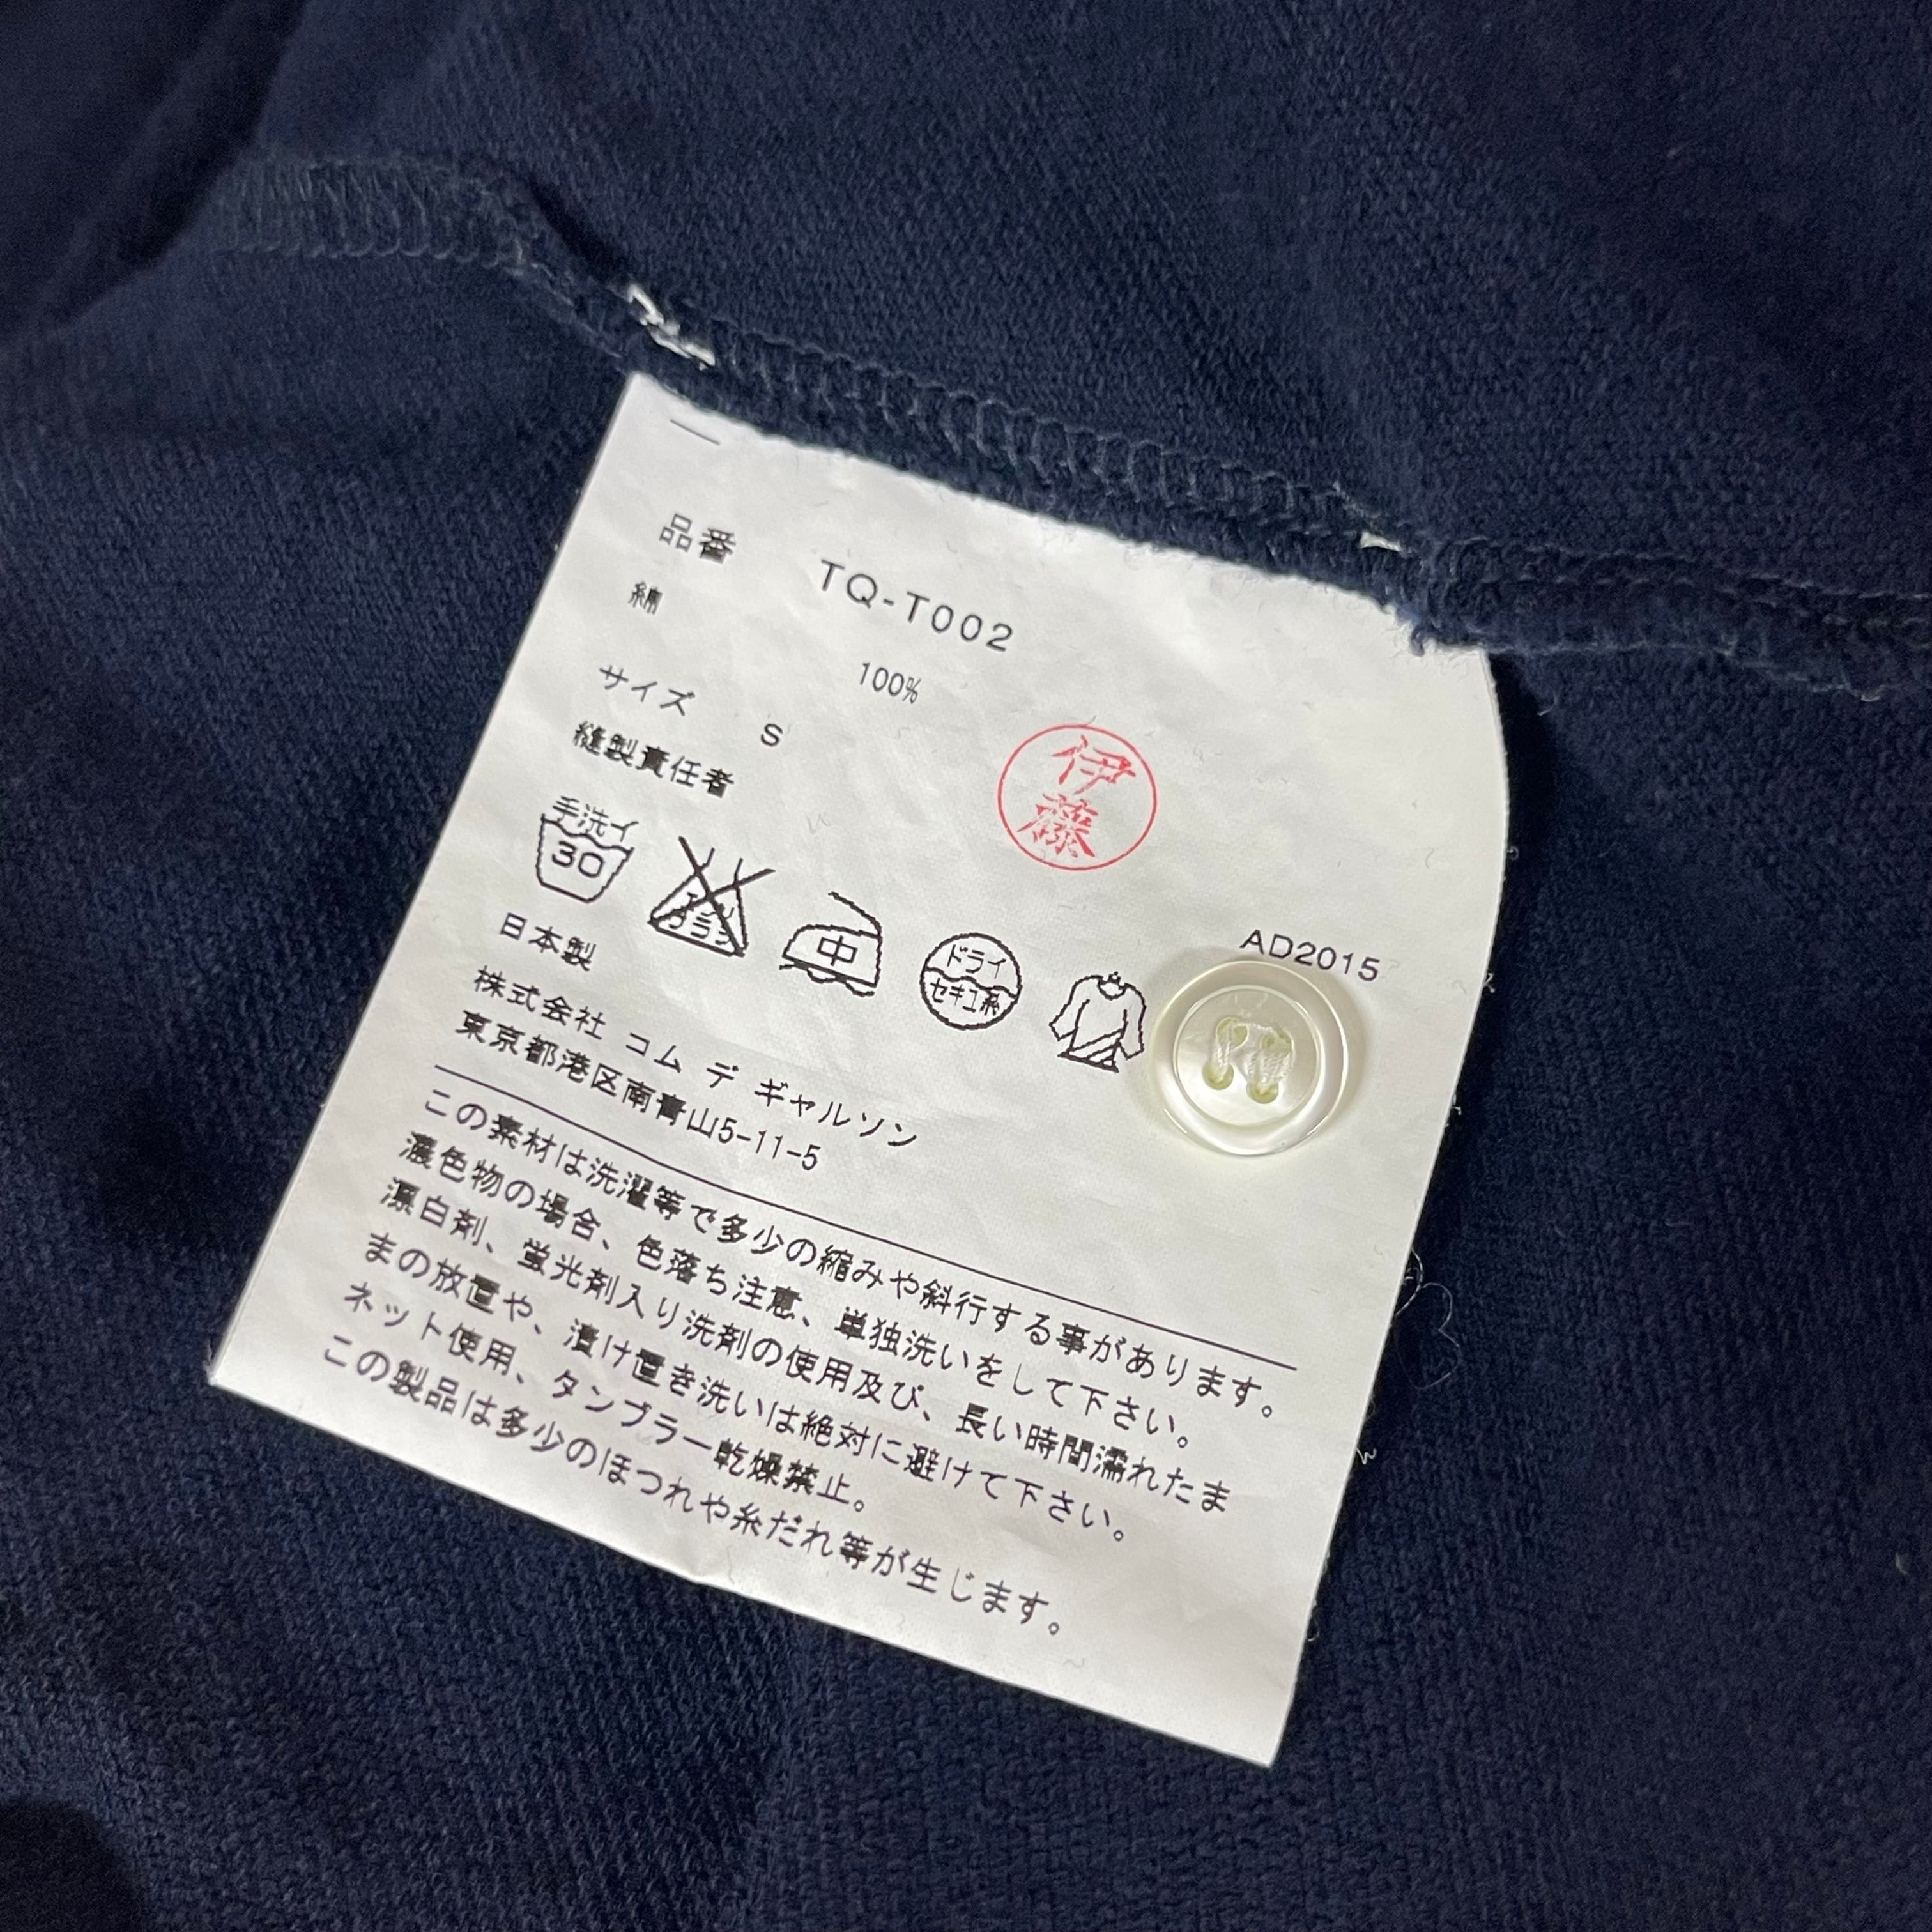 品番 TQ-T002
綿 100%
サイズ S
縫製責任者
伊藤
手洗イ
30
エンソ
サラシ
中
ドライ
セキユ系
AD2015
日本製
株式会社 コム デ ギャルソン
東京都港区南青山5-11-5
この素材は洗濯等で多少の縮みや斜行する事があります。
濃色物の場合、色落ち注意、単独洗いをして下さい。
漂白剤、蛍光剤入り洗剤の使用及び、長い時間濡れたま
まの放置や、漬け置き洗いは絶対に避けて下さい。
ネット使用、タンブラー乾燥禁止。
この製品は多少のほつれや糸だれ等が生じます。